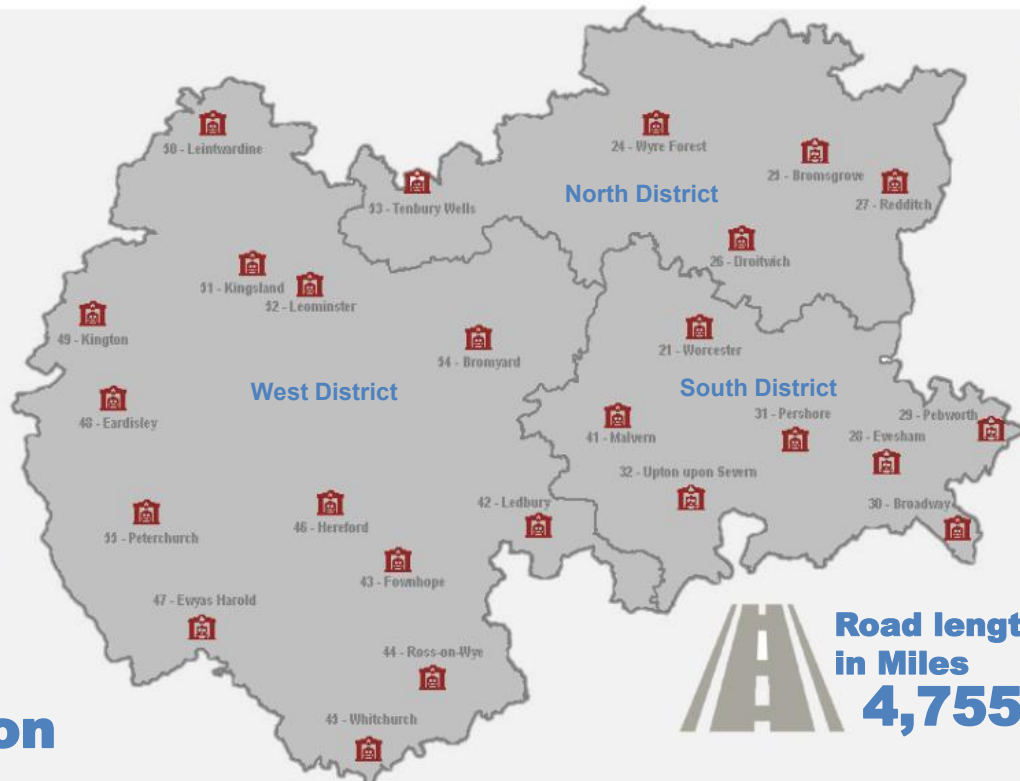 50 - Leintwardine
24 - Wyre Forest
25 - Bromsgrove
53 - Tenbury Wells
North District
27 - Redditch
26 - Droitwich
51 - Kingsland
52 - Leominster
49 - Kington
54 - Bromyard
21 - Worcester
West District
South District
48 - Eardisley
41 - Malvern
31 - Pershore
29 - Pebworth
28 - Evesham
32 - Upton upon Severn
42 - Ledbury
30 - Broadway
55 - Peterchurch
46 - Hereford
43 - Fownhope
47 - Ewyas Harold
44 - Ross-on-Wye
45 - Whitchurch
Road lengt
in Miles
4,755
on